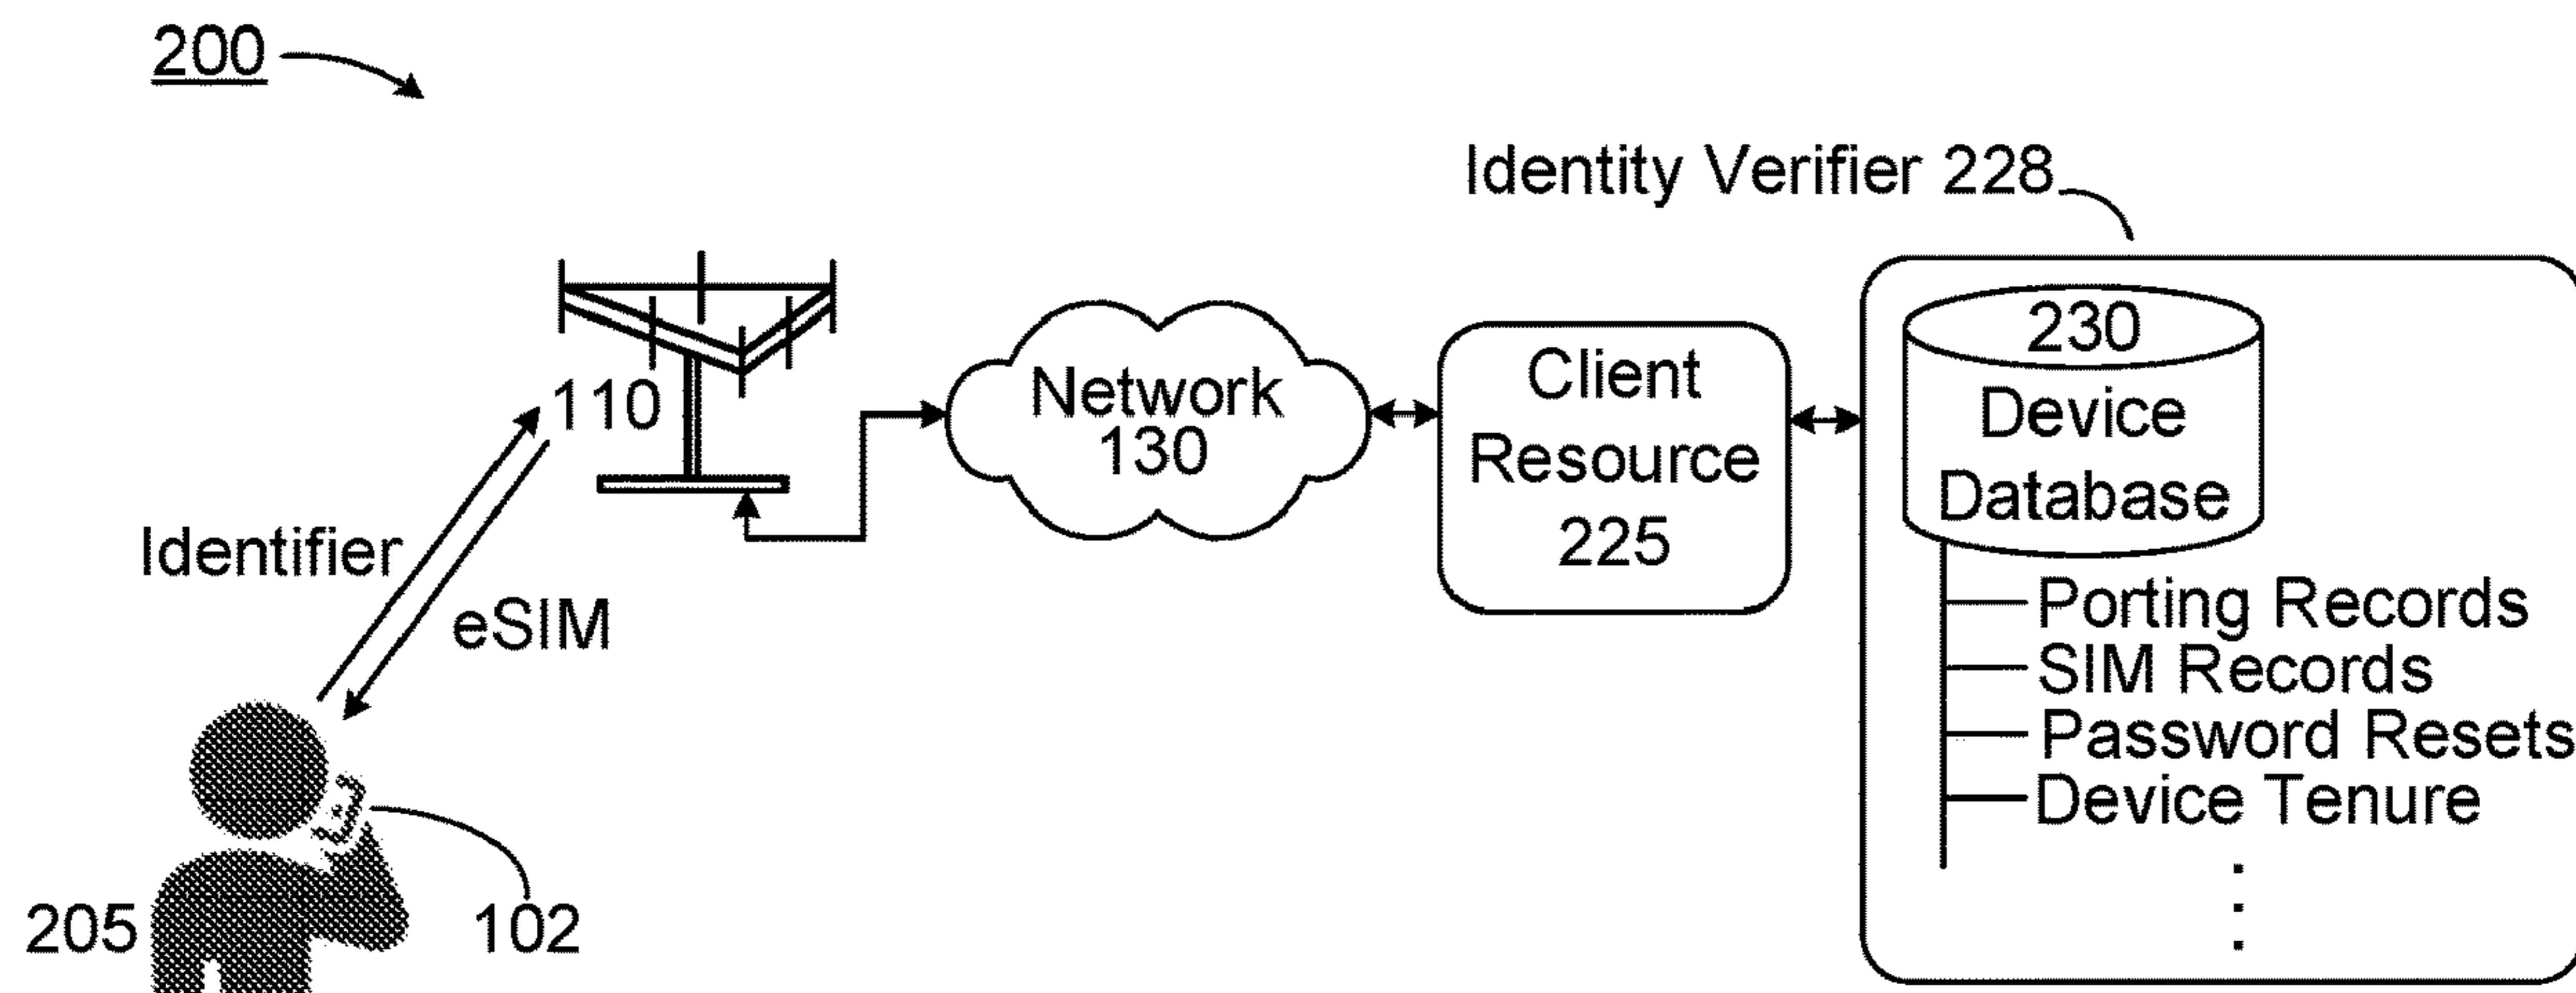 200
Identity Verifier 228
110
Identifier
eSIM
205
102
Network
130
Client
Resource
225
230
Device
Database
Porting Records
SIM Records
Password Resets
Device Tenure